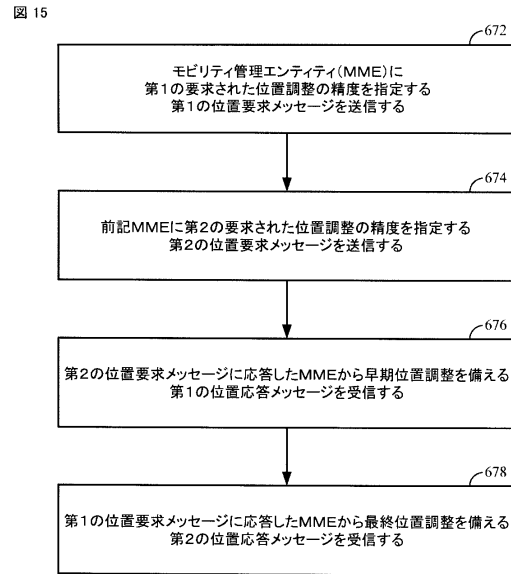 図 15
672
モビリティ管理エンティティ(MME)に
第1の要求された位置調整の精度を指定する
第1の位置要求メッセージを送信する
674
前記MMEに第2の要求された位置調整の精度を指定する
第2の位置要求メッセージを送信する
676
第2の位置要求メッセージに応答したMMEから早期位置調整を備える
第1の位置応答メッセージを受信する
678
第1の位置要求メッセージに応答したMMEから最終位置調整を備える
第2の位置応答メッセージを受信する